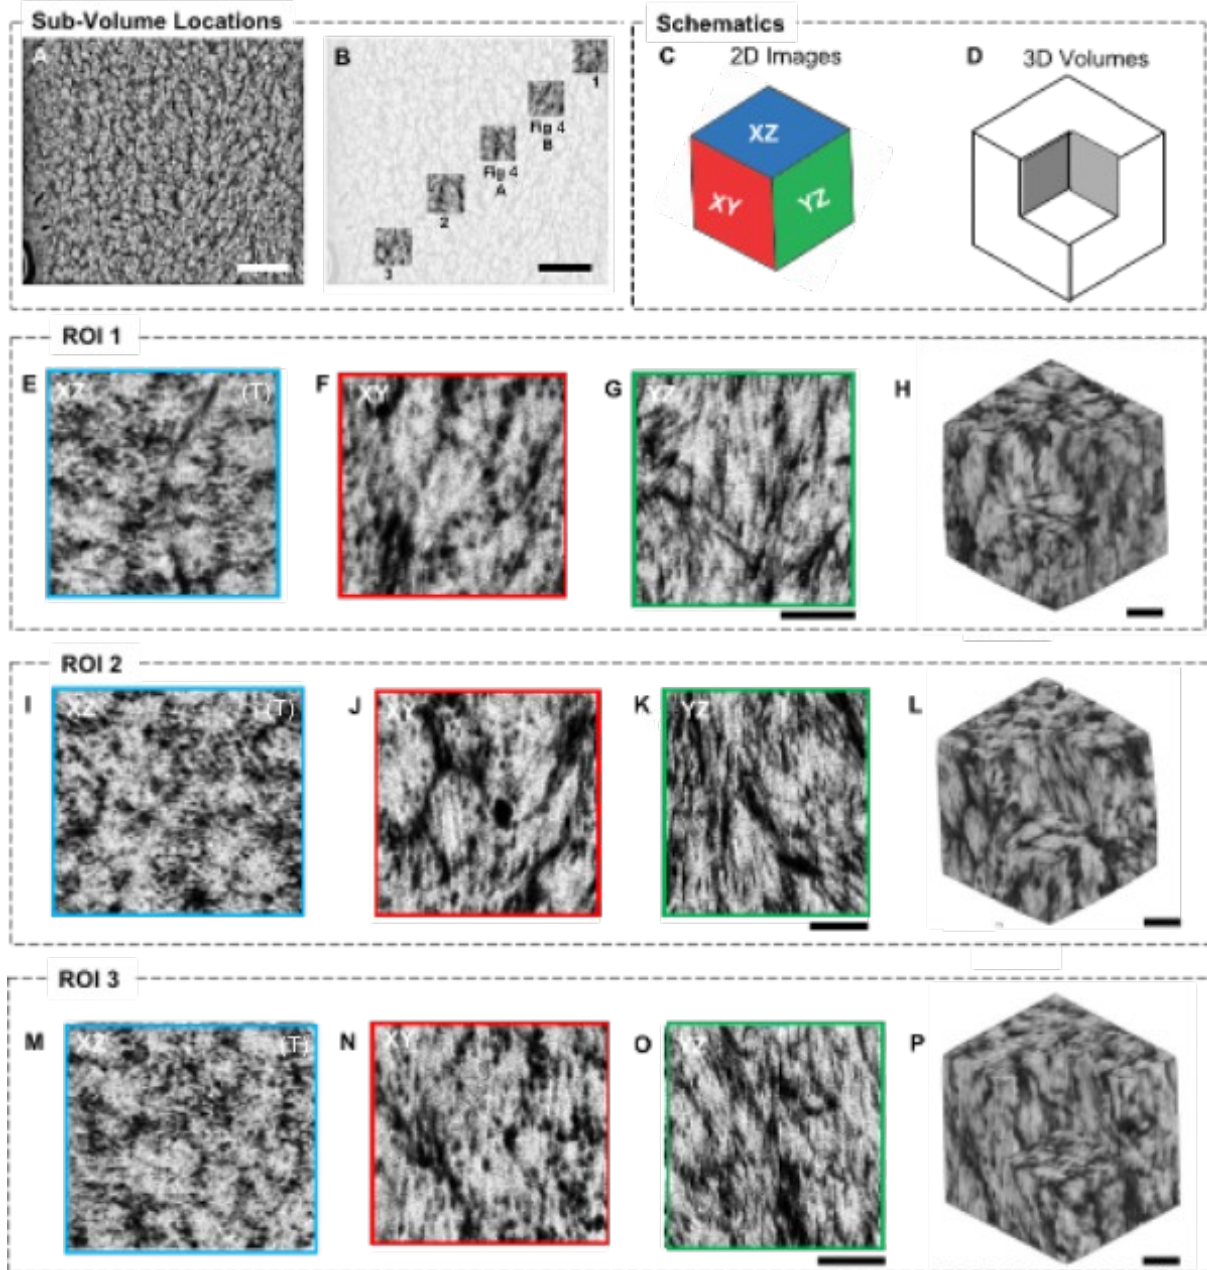 Sub-Volume Locations
A
B
1
Fig 4
B
Fig 4
A
2
3
Schematics
C 2D Images
XZ
XY
YZ
D 3D Volumes
ROI 1
E XZ (T)
F XY
G YZ
H
ROI 2
I XZ (T)
J XY
K YZ
L
ROI 3
M XZ (T)
N XY
O YZ
P